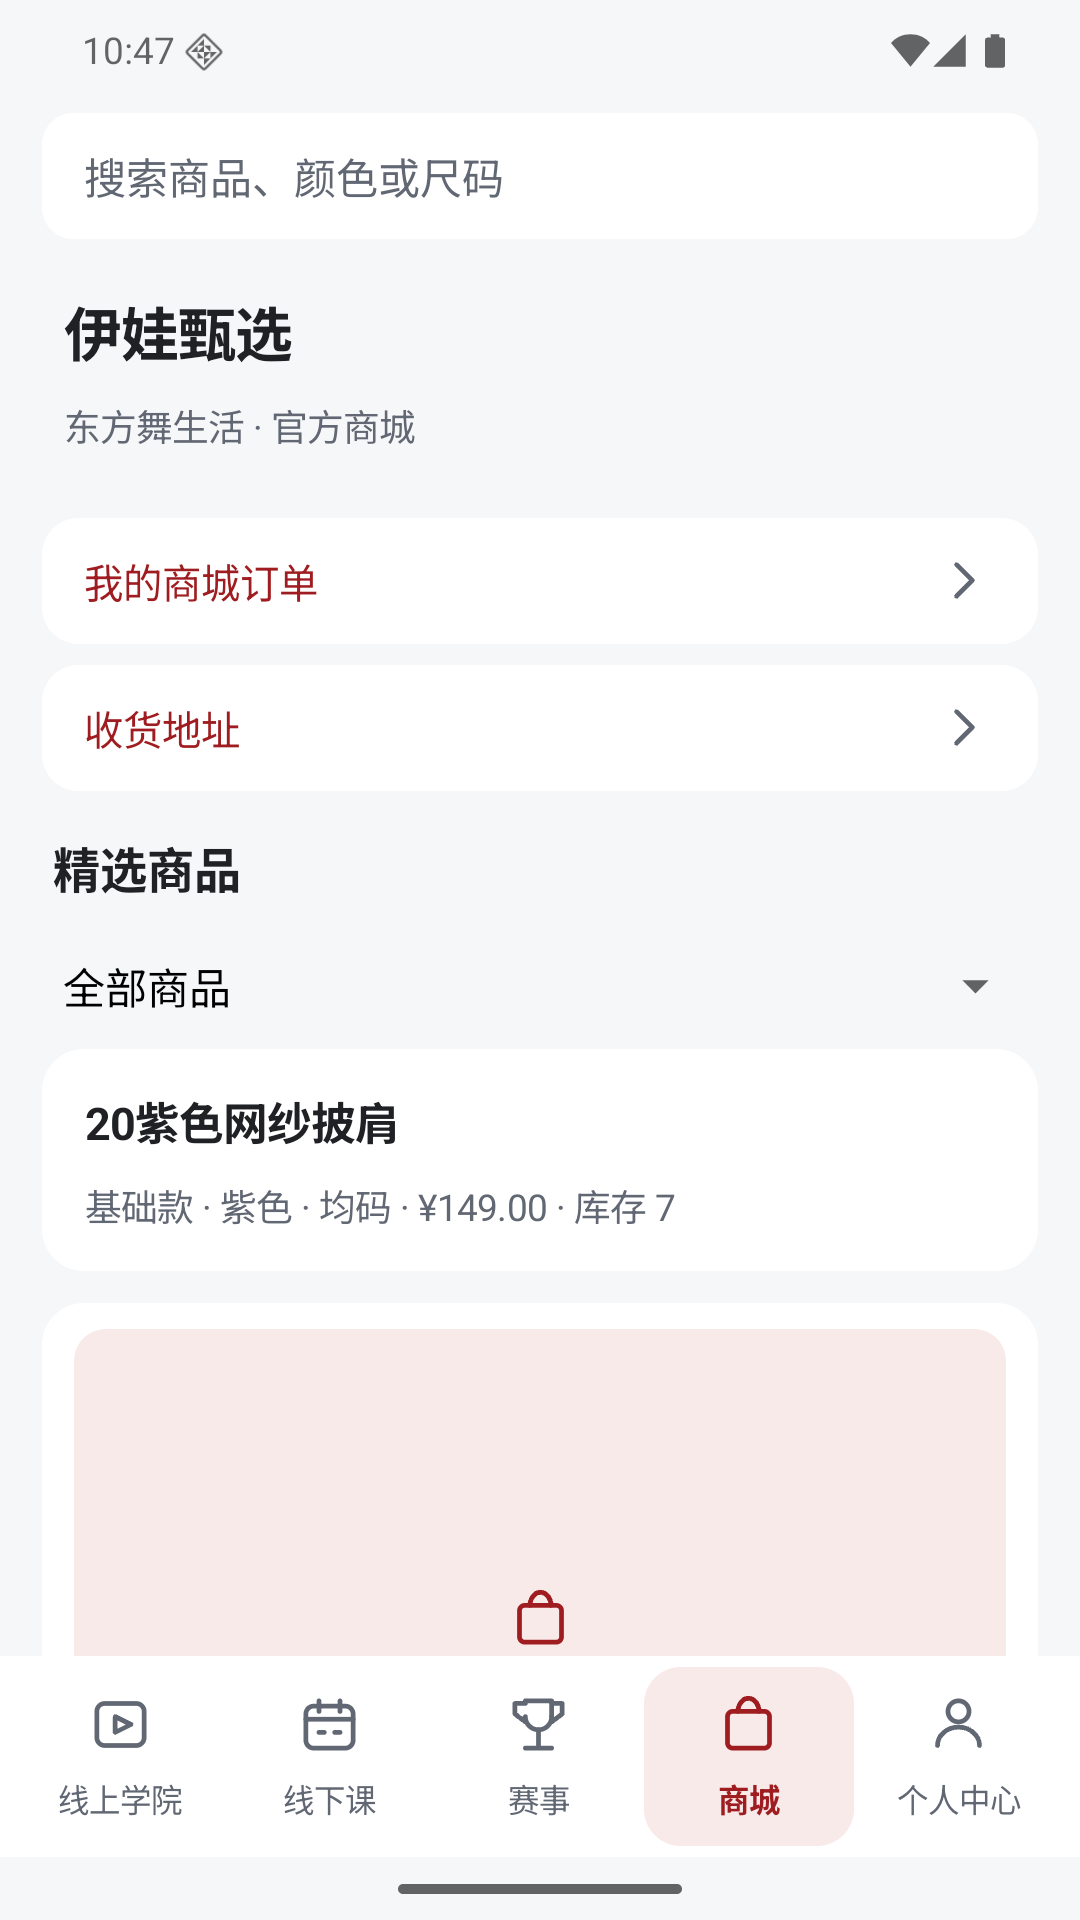 10:47
搜索商品、颜色或尺码
伊娃甄选
东方舞生活 · 官方商城
我的商城订单
收货地址
精选商品
全部商品
20紫色网纱披肩
基础款 · 紫色 · 均码 · ¥149.00 · 库存 7
线上学院
线下课
赛事
商城
个人中心